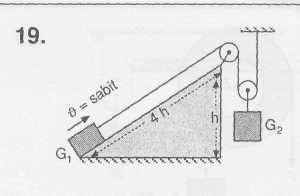 19.
ϑ = sabit
4 h
h
G₁
G₂